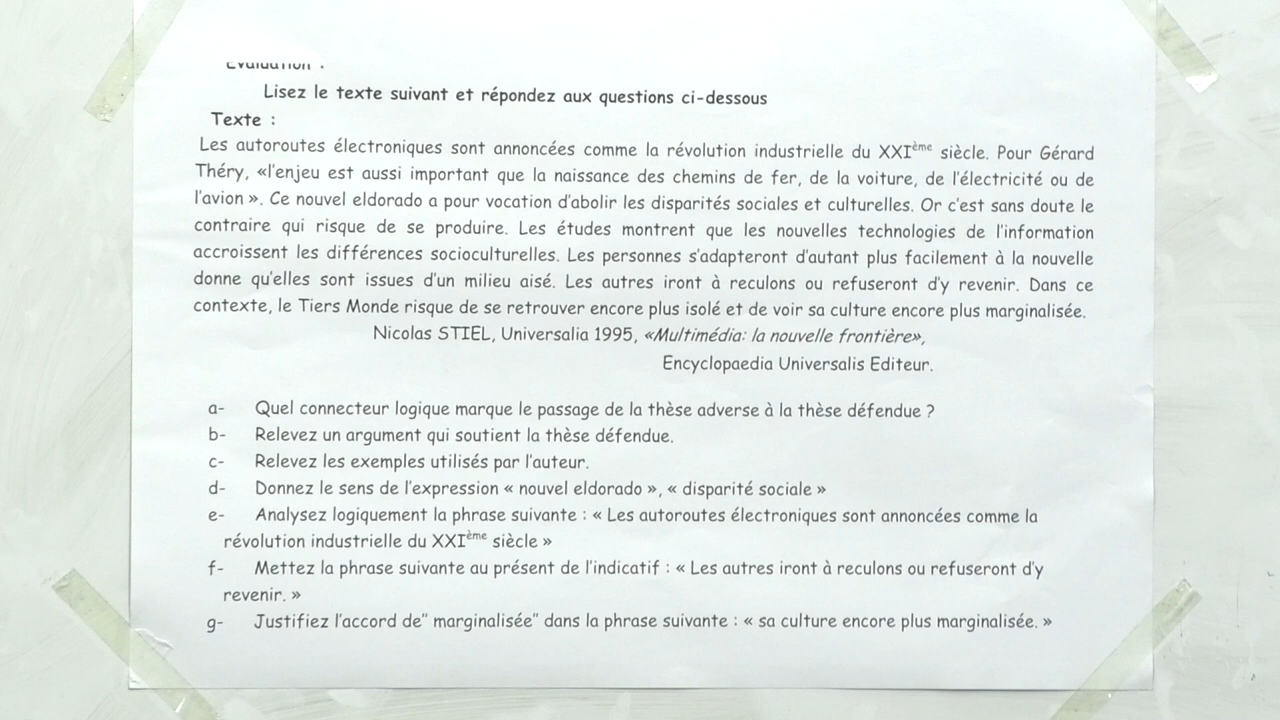 Evaluation :
Lisez le texte suivant et répondez aux questions ci-dessous
Texte :
Les autoroutes électroniques sont annoncées comme la révolution industrielle du XXIème siècle. Pour Gérard
Théry, «l'enjeu est aussi important que la naissance des chemins de fer, de la voiture, de l'électricité ou de
l'avion ». Ce nouvel eldorado a pour vocation d'abolir les disparités sociales et culturelles. Or c'est sans doute le
contraire qui risque de se produire. Les études montrent que les nouvelles technologies de l'information
accroissent les différences socioculturelles. Les personnes s'adapteront d'autant plus facilement à la nouvelle
donne qu'elles sont issues d'un milieu aisé. Les autres iront à reculons ou refuseront d'y revenir. Dans ce
contexte, le Tiers Monde risque de se retrouver encore plus isolé et de voir sa culture encore plus marginalisée.
Nicolas STIEL, Universalia 1995, «Multimédia: la nouvelle frontière»,
Encyclopaedia Universalis Editeur.
a- Quel connecteur logique marque le passage de la thèse adverse à la thèse défendue ?
b- Relevez un argument qui soutient la thèse défendue.
c- Relevez les exemples utilisés par l'auteur.
d- Donnez le sens de l'expression « nouvel eldorado », « disparité sociale »
e- Analysez logiquement la phrase suivante : « Les autoroutes électroniques sont annoncées comme la
révolution industrielle du XXIème siècle »
f- Mettez la phrase suivante au présent de l'indicatif : « Les autres iront à reculons ou refuseront d'y
revenir. »
g- Justifiez l'accord de" marginalisée" dans la phrase suivante : « sa culture encore plus marginalisée. »